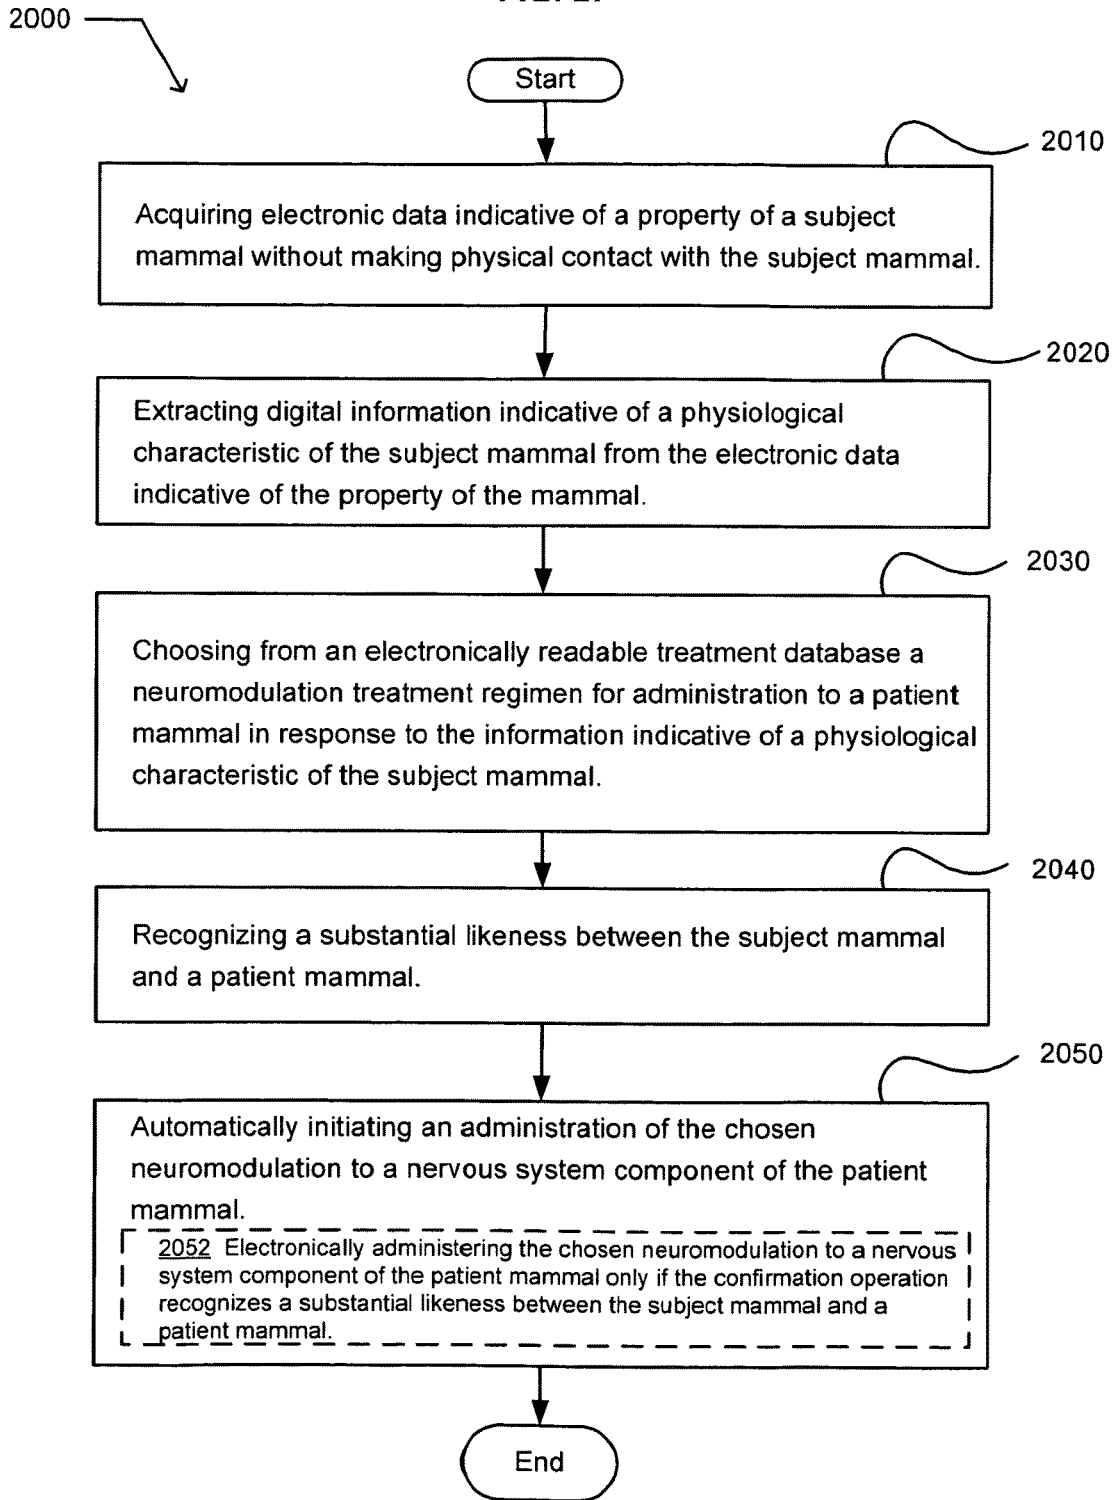 2000
Start
2010
Acquiring electronic data indicative of a property of a subject
mammal without making physical contact with the subject mammal.
2020
Extracting digital information indicative of a physiological
characteristic of the subject mammal from the electronic data
indicative of the property of the mammal.
2030
Choosing from an electronically readable treatment database a
neuromodulation treatment regimen for administration to a patient
mammal in response to the information indicative of a physiological
characteristic of the subject mammal.
2040
Recognizing a substantial likeness between the subject mammal
and a patient mammal.
2050
Automatically initiating an administration of the chosen
neuromodulation to a nervous system component of the patient
mammal.
2052 Electronically administering the chosen neuromodulation to a nervous
system component of the patient mammal only if the confirmation operation
recognizes a substantial likeness between the subject mammal and a
patient mammal.
End